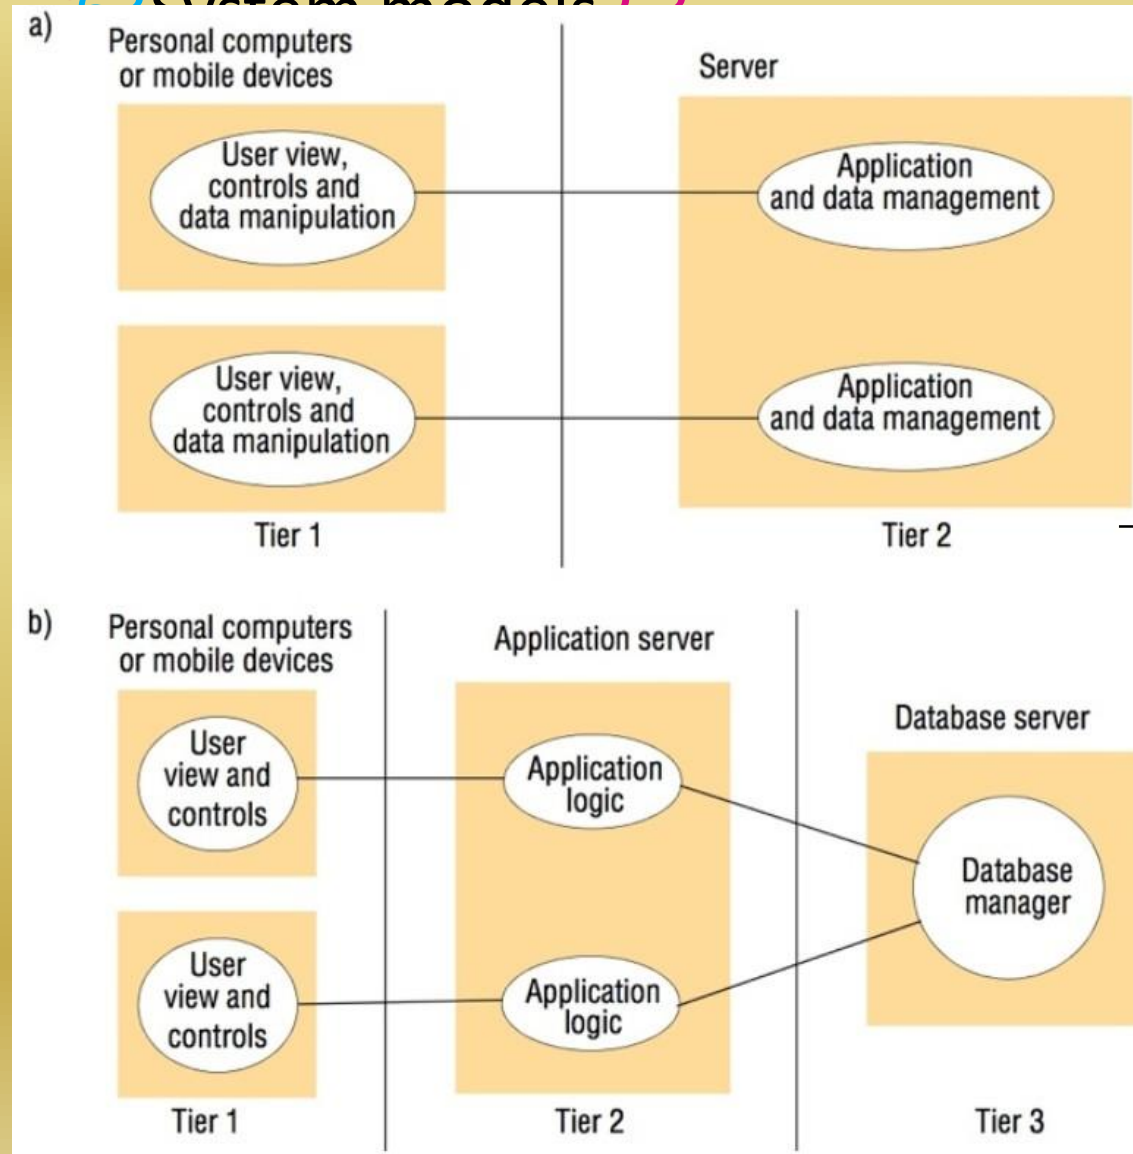 System models
a)
Personal computers
or mobile devices
Server
User view,
controls and
data manipulation
Application
and data management
User view,
controls and
data manipulation
Application
and data management
Tier 1
Tier 2
b)
Personal computers
or mobile devices
Application server
Database server
User
view and
controls
Application
logic
Database
manager
User
view and
controls
Application
logic
Tier 1
Tier 2
Tier 3